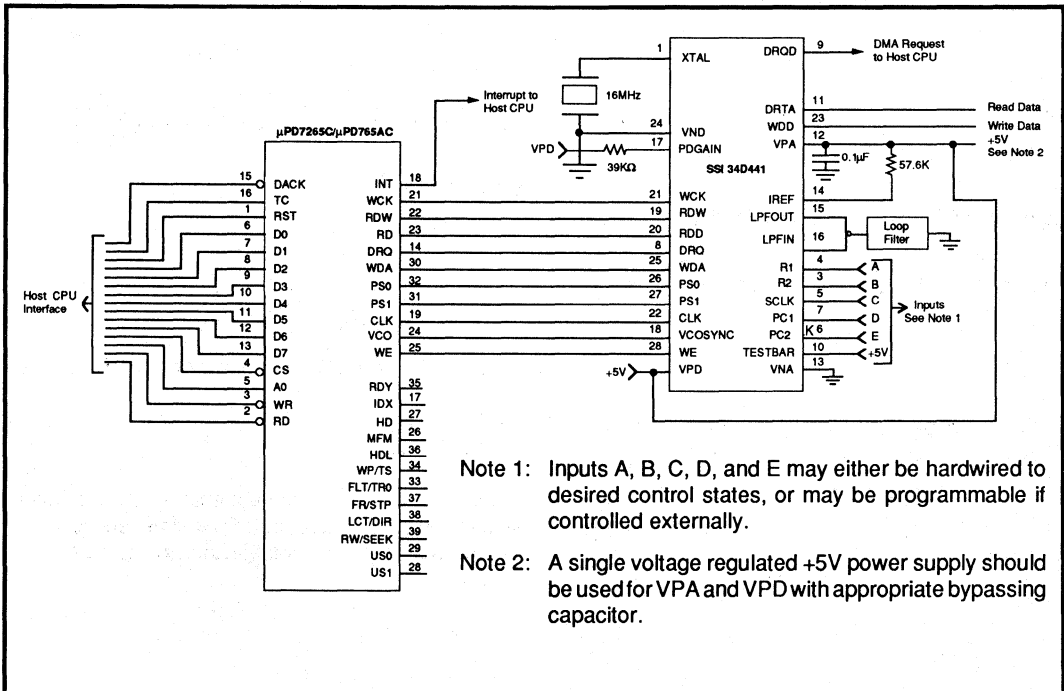 μPD7265C/μPD765AC
15 DACK
16 TC
1 RST
6 D0
7 D1
8 D2
9 D3
10 D4
11 D5
12 D6
13 D7
4 CS
5 A0
3 WR
2 RD
Host CPU
Interface
INT 18
WCK 21
RDW 22
RD 23
DRQ 14
WDA 30
PS0 32
PS1 31
CLK 19
VCO 24
WE 25
RDY 35
IDX 17
HD 27
MFM 26
HDL 36
WP/TS 34
FLT/TR0 33
FR/STP 37
LCT/DIR 38
RW/SEEK 39
US0 29
US1 28
Interrupt to
Host CPU
16MHz
VPD
39KΩ
+5V
SSI 34D441
1 XTAL
24 VND
17 PDGAIN
21 WCK
19 RDW
20 RDD
8 DRQ
25 WDA
26 PS0
27 PS1
22 CLK
18 VCOSYNC
28 WE
VPD
DRQD 9
DMA Request
to Host CPU
DRTA 11 Read Data
WDD 23 Write Data
VPA 12 +5V
See Note 2
0.1μF
57.6K
IREF 14
LPFOUT 15
LPFIN 16
Loop
Filter
R1 4 A
R2 3 B
SCLK 5 C
PC1 7 D
PC2 K 6 E
TESTBAR 10 +5V
VNA 13
Inputs
See Note 1
Note 1: Inputs A, B, C, D, and E may either be hardwired to
desired control states, or may be programmable if
controlled externally.
Note 2: A single voltage regulated +5V power supply should
be used for VPA and VPD with appropriate bypassing
capacitor.